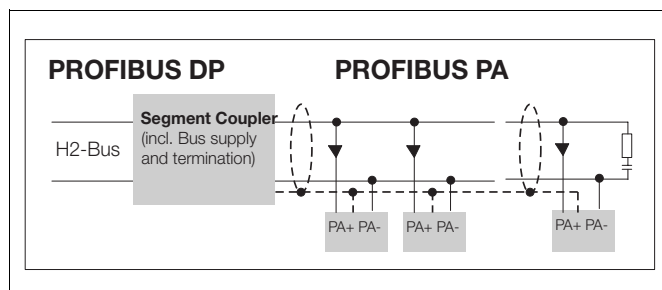 PROFIBUS DP
PROFIBUS PA
Segment Coupler
(incl. Bus supply
and termination)
H2-Bus
PA+ PA-
PA+ PA-
PA+ PA-